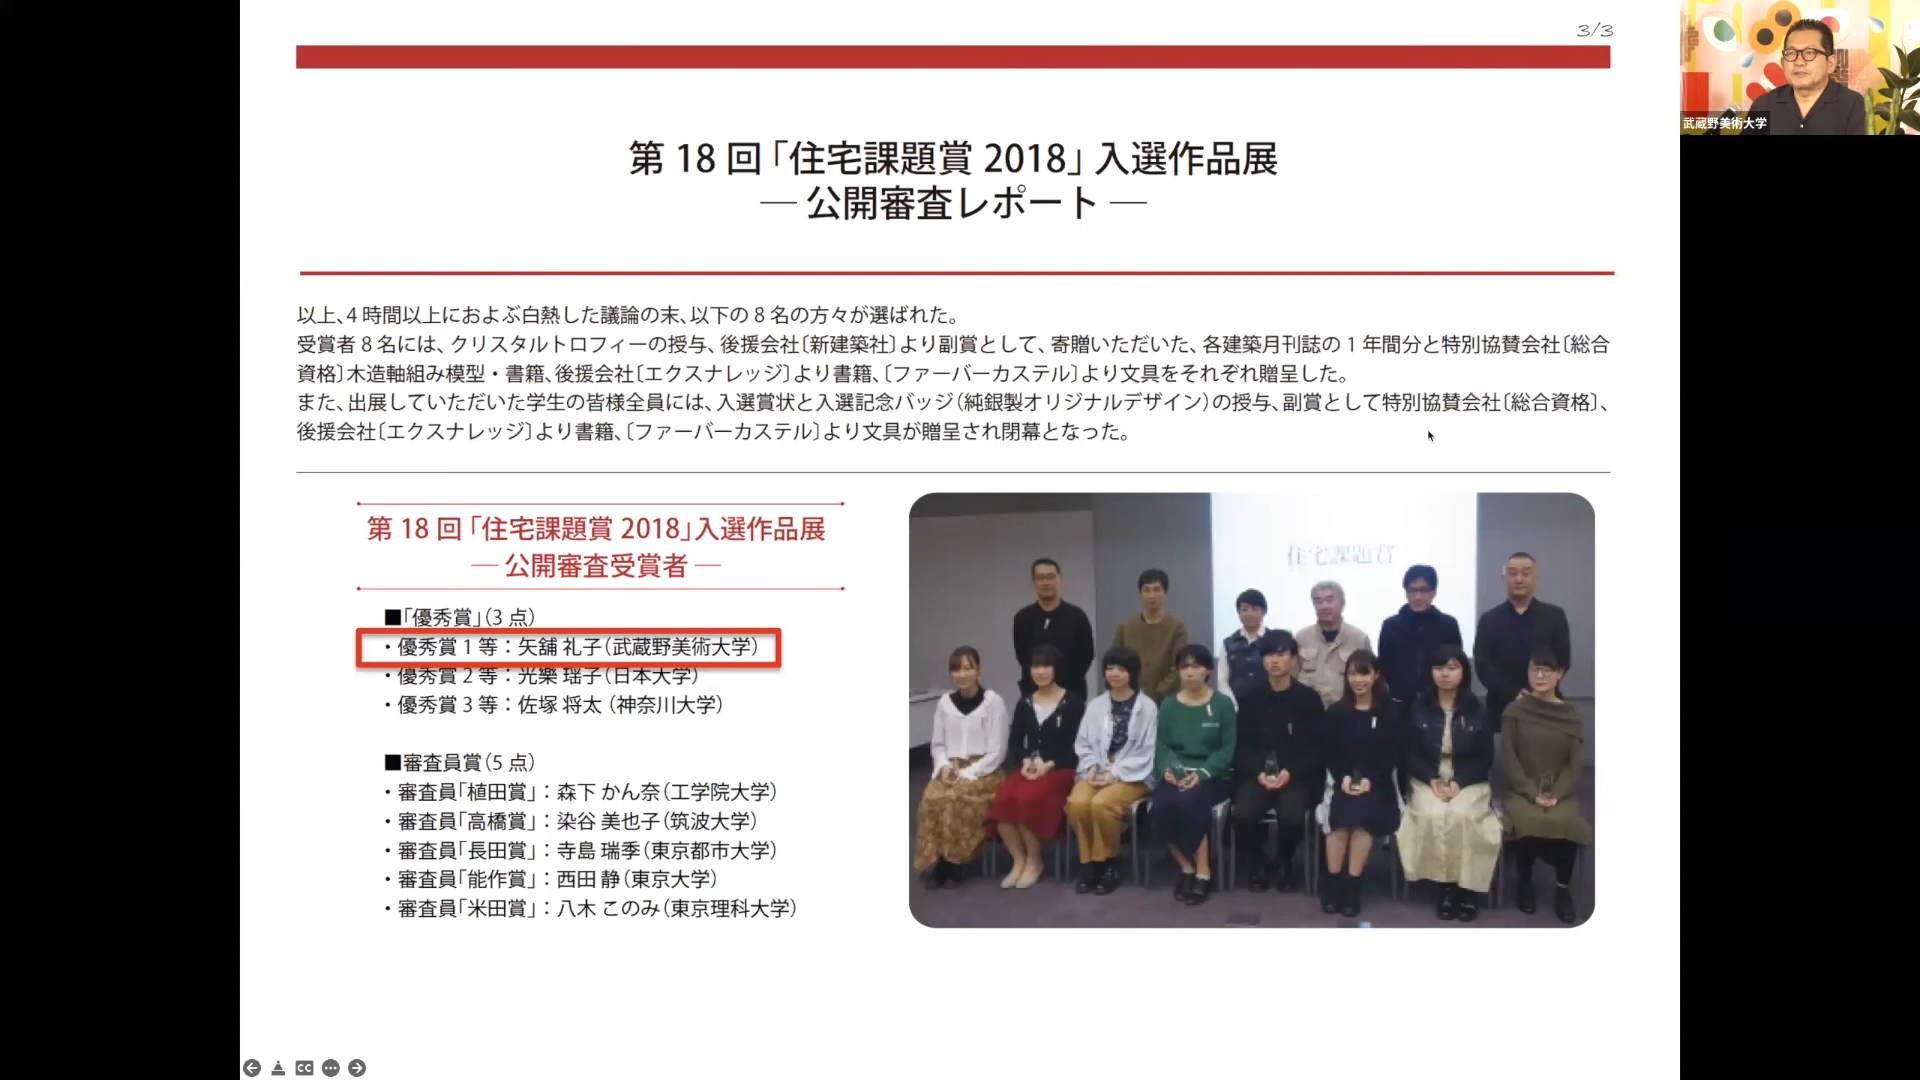 3/3
武蔵野美術大学
第 18 回「住宅課題賞 2018」入選作品展
― 公開審査レポート ―
以上、4 時間以上におよぶ白熱した議論の末、以下の 8 名の方々が選ばれた。
受賞者 8 名には、クリスタルトロフィーの授与、後援会社〔新建築社〕より副賞として、寄贈いただいた、各建築月刊誌の 1 年間分と特別協賛会社〔総合
資格〕木造軸組み模型・書籍、後援会社〔エクスナレッジ〕より書籍、〔ファーバーカステル〕より文具をそれぞれ贈呈した。
また、出展していただいた学生の皆様全員には、入選賞状と入選記念バッジ（純銀製オリジナルデザイン）の授与、副賞として特別協賛会社〔総合資格〕、
後援会社〔エクスナレッジ〕より書籍、〔ファーバーカステル〕より文具が贈呈され閉幕となった。
第 18 回「住宅課題賞 2018」入選作品展
― 公開審査受賞者 ―
■「優秀賞」（3 点）
・優秀賞 1 等：矢舗 礼子（武蔵野美術大学）
・優秀賞 2 等：光樂 瑶子（日本大学）
・優秀賞 3 等：佐塚 将太（神奈川大学）
■審査員賞（5 点）
・審査員「植田賞」：森下 かん奈（工学院大学）
・審査員「高橋賞」：染谷 美也子（筑波大学）
・審査員「長田賞」：寺島 瑞季（東京都市大学）
・審査員「能作賞」：西田 静（東京大学）
・審査員「米田賞」：八木 このみ（東京理科大学）
住宅課題賞
CC